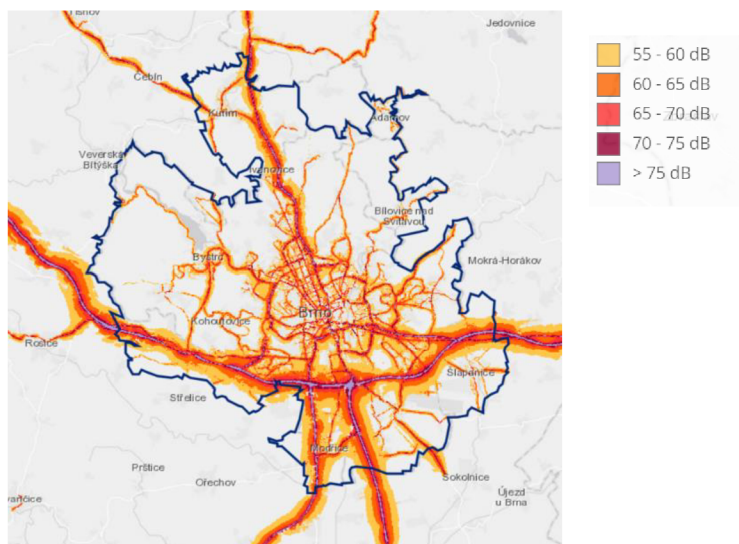 Tišnov
Jedovnice
Čebín
Kuřim
Adamov
Veverská
Bítýška
Ivanovice
Bílovice nad
Svitavou
Bystrc
Mokrá-Horákov
Brno
Kohoutovice
Rosice
Šlapanice
Střelice
Modřice
Prštice
Ořechov
Sokolnice
Újezd
u Brna
vančice
55 - 60 dB
60 - 65 dB
65 - 70 dB
70 - 75 dB
> 75 dB